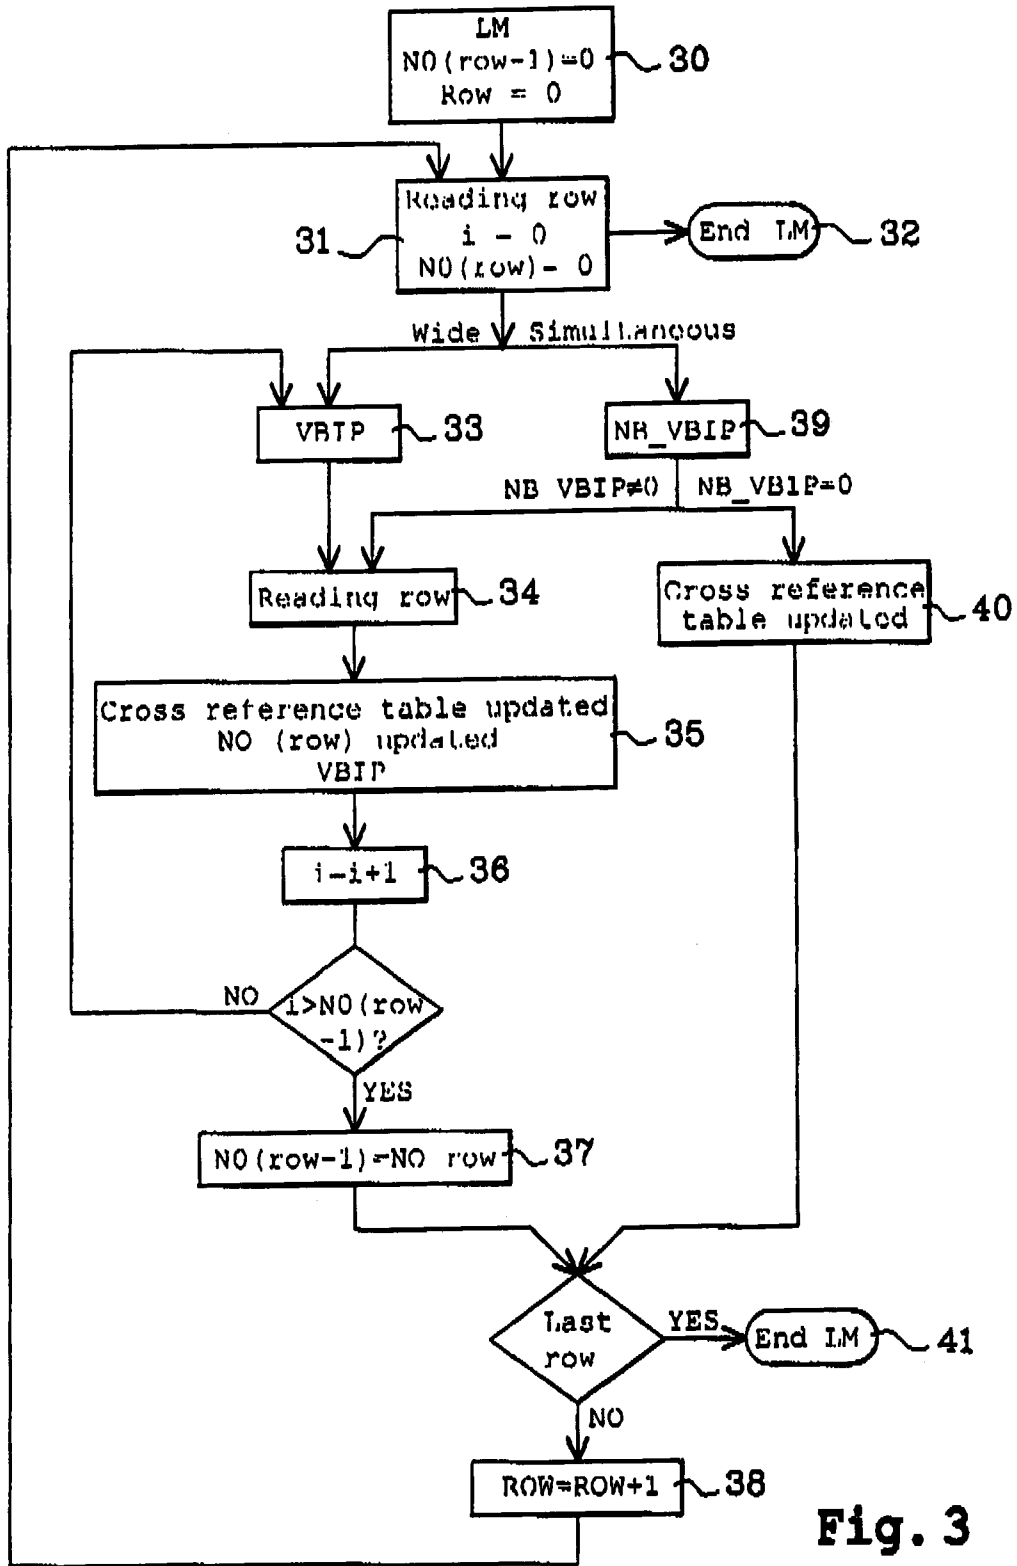 LM
NO(row-1)=0
Row = 0
30
Reading row
i - 0
NO(row)- 0
31
End LM
32
Wide
Simultaneous
VBIP
33
NB_VBIP
39
NB VBIP≠0
NB_VBIP=0
Reading row
34
Cross reference
table updated
40
Cross reference table updated
NO (row) updated
VBIP
35
i-i+1
36
NO
i>NO(row
-1)?
YES
NO(row-1)=NO row
37
Last
row
YES
End LM
41
NO
ROW=ROW+1
38
Fig. 3